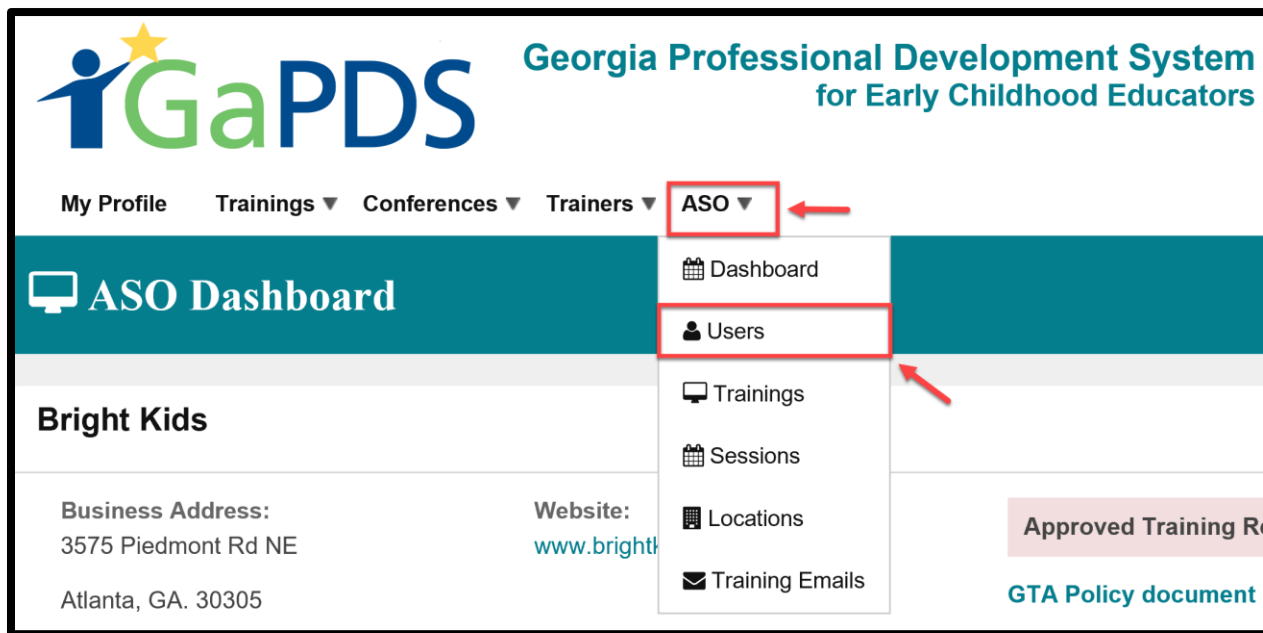 GaPDS
Georgia Professional Development System
for Early Childhood Educators
My Profile Trainings Conferences Trainers ASO
Dashboard
ASO Dashboard
Users
Trainings
Bright Kids
Sessions
Business Address: Website:
Locations
3575 Piedmont Rd NE
Approved Training
Training Emails
Atlanta, GA. 30305
GTA Policy document